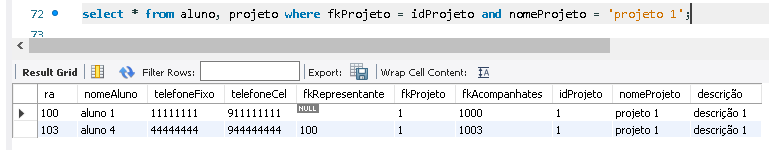 72 select * from aluno, projeto where fkProjeto = idProjeto and nomeProjeto = 'projeto 1';
73
Result Grid Filter Rows: Export: Wrap Cell Content:
ra nomeAluno telefoneFixo telefoneCel fkRepresentante fkProjeto fkAcompanhates idProjeto nomeProjeto descrição
100 aluno 1 11111111 911111111 NULL 1 1000 1 projeto 1 descrição 1
103 aluno 4 44444444 944444444 100 1 1003 1 projeto 1 descrição 1